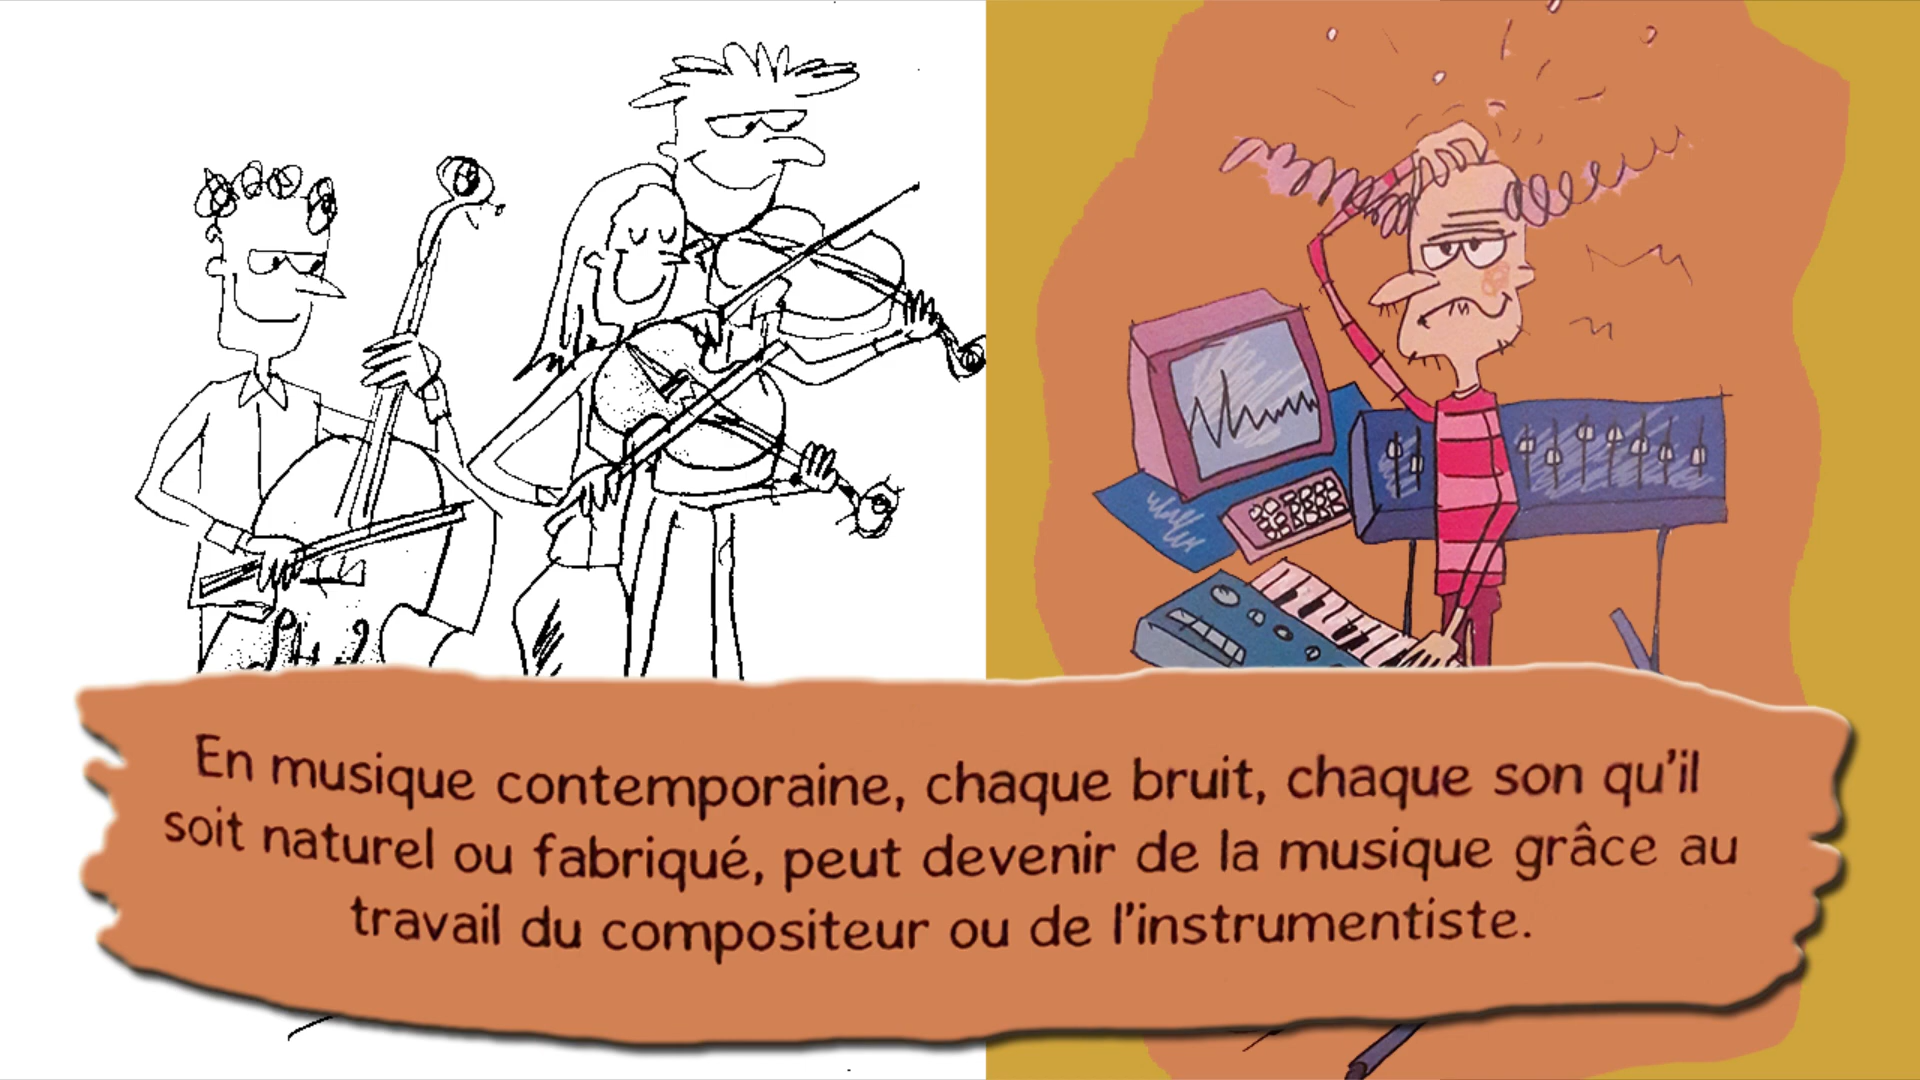 En musique contemporaine, chaque bruit, chaque son qu'il
soit naturel ou fabriqué, peut devenir de la musique grâce au
travail du compositeur ou de l'instrumentiste.